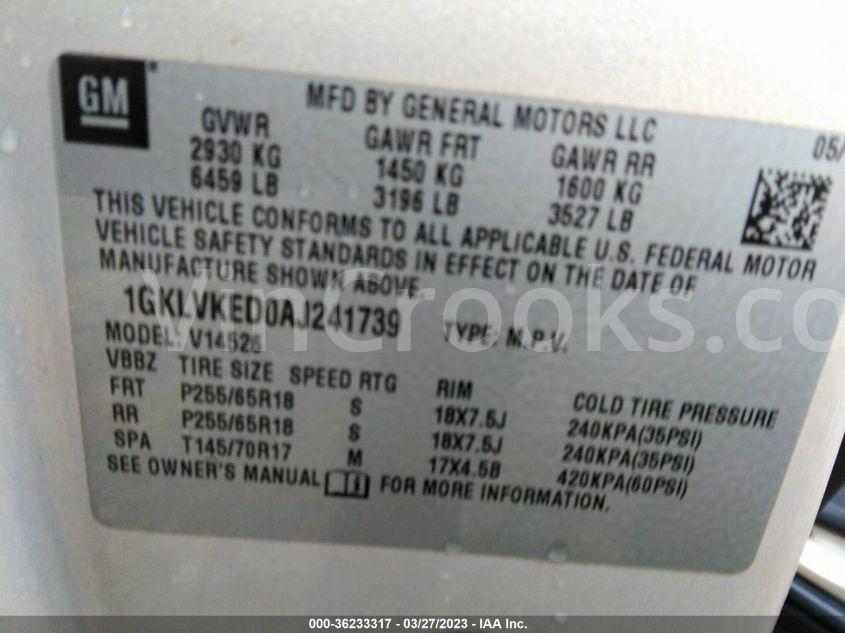 GM
MFD BY GENERAL MOTORS LLC
05/
GVWR GAWR FRT GAWR RR
2930 KG 1450 KG 1600 KG
6459 LB 3196 LB 3527 LB
THIS VEHICLE CONFORMS TO ALL APPLICABLE U.S. FEDERAL MOTOR
VEHICLE SAFETY STANDARDS IN EFFECT ON THE DATE OF
MANUFACTURE SHOWN ABOVE.
1GKLVKED0AJ241739 TYPE: M.P.V.
MODEL: V14526
VBBZ TIRE SIZE SPEED RTG RIM COLD TIRE PRESSURE
FRT P255/65R18 S 18X7.5J 240KPA(35PSI)
RR P255/65R18 S 18X7.5J 240KPA(35PSI)
SPA T145/70R17 M 17X4.5B 420KPA(60PSI)
SEE OWNER'S MANUAL FOR MORE INFORMATION.
VinCrooks.com
000-36233317 / 03/27/2023 - IAA Inc.